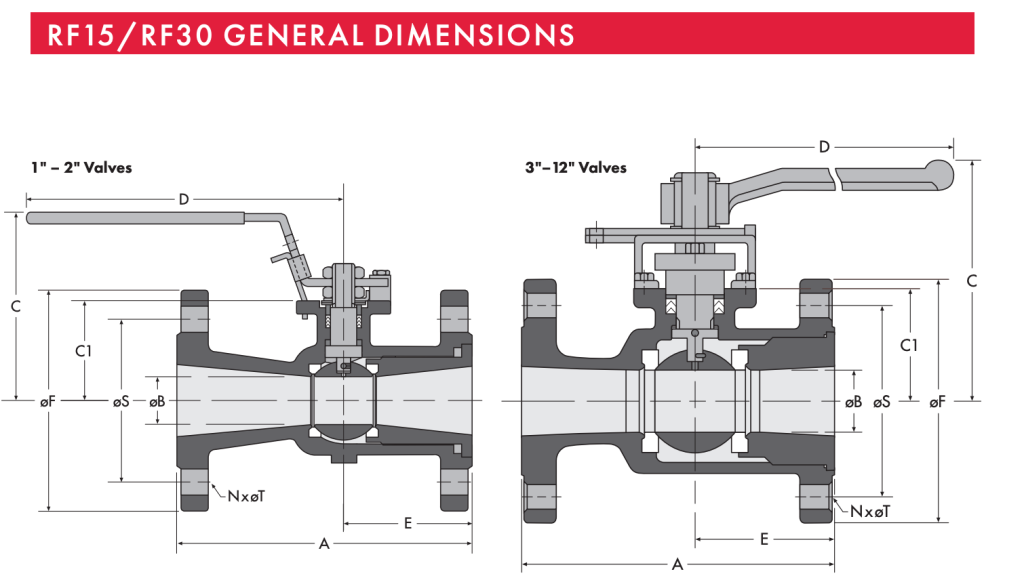 RF15/RF30 GENERAL DIMENSIONS
1" – 2" Valves
D
C
C1
øF
øS
øB
NxøT
E
A
3"–12" Valves
D
C
C1
øB
øS
øF
NxøT
E
A